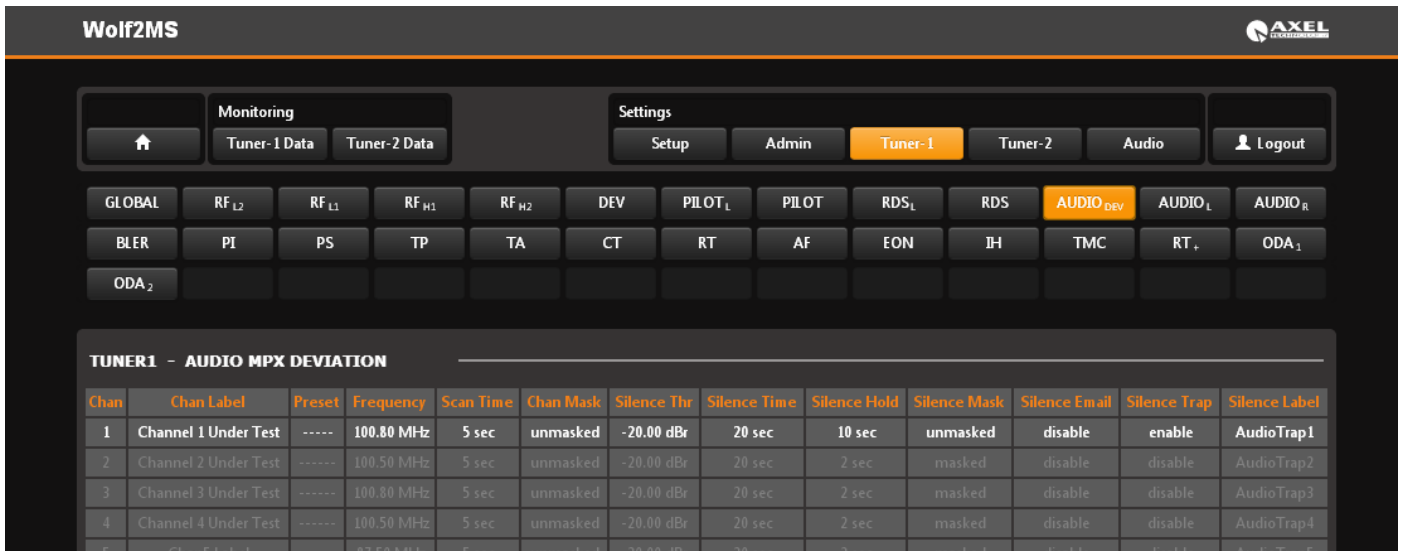 Wolf2MS
AXEL
TECHNOLOGY
Monitoring
Settings
Tuner-1 Data Tuner-2 Data Setup Admin Tuner-1 Tuner-2 Audio Logout
GLOBAL RF L2 RF L1 RF H1 RF H2 DEV PILOT L PILOT RDS L RDS AUDIO DEV AUDIO L AUDIO R
BLER PI PS TP TA CT RT AF EON IH TMC RT + ODA 1
ODA 2
TUNER1 - AUDIO MPX DEVIATION
Chan Chan Label Preset Frequency Scan Time Chan Mask Silence Thr Silence Time Silence Hold Silence Mask Silence Email Silence Trap Silence Label
1 Channel 1 Under Test ----- 100.80 MHz 5 sec unmasked -20.00 dBr 20 sec 10 sec unmasked disable enable AudioTrap1
2 Channel 2 Under Test ------ 100.50 MHz 5 sec unmasked -20.00 dBr 20 sec 2 sec masked disable disable AudioTrap2
3 Channel 3 Under Test ------ 100.80 MHz 5 sec unmasked -20.00 dBr 20 sec 2 sec masked disable disable AudioTrap3
4 Channel 4 Under Test ------ 100.50 MHz 5 sec unmasked -20.00 dBr 20 sec 2 sec masked disable disable AudioTrap4